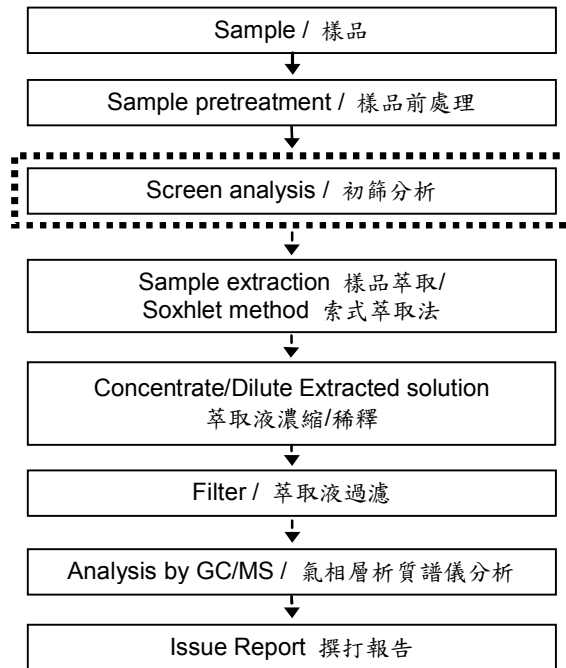 Sample / 樣品
Sample pretreatment / 樣品前處理
Screen analysis / 初篩分析
Sample extraction 樣品萃取/
Soxhlet method 索式萃取法
Concentrate/Dilute Extracted solution
萃取液濃縮/稀釋
Filter / 萃取液過濾
Analysis by GC/MS / 氣相層析質譜儀分析
Issue Report 撰打報告